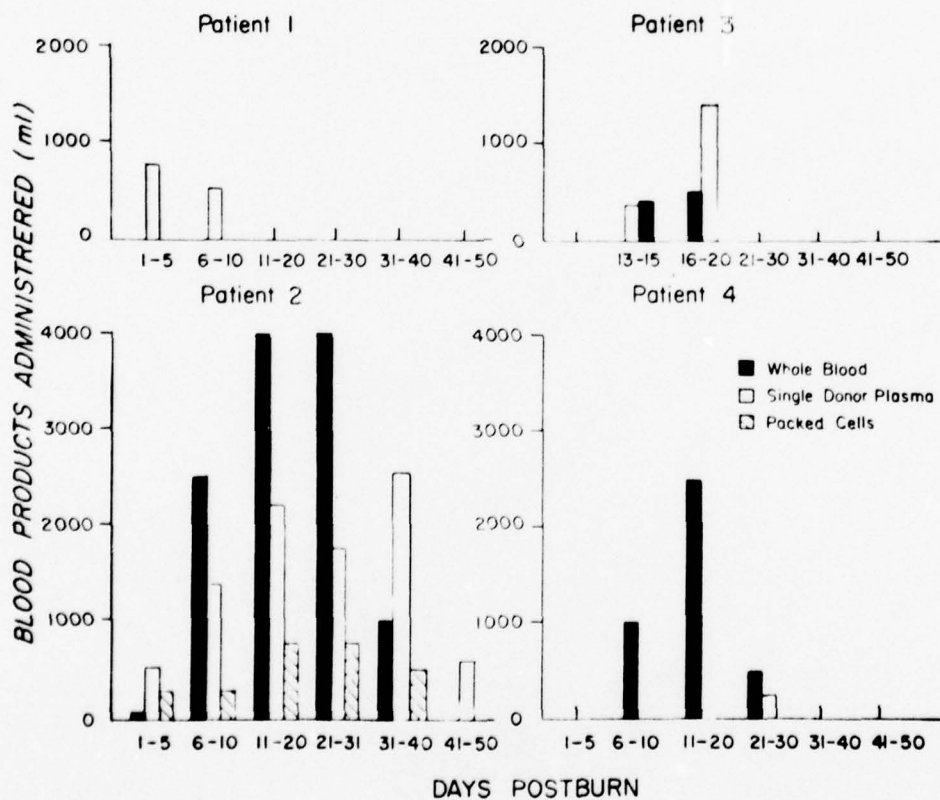 Patient 1
2000
1000
0
1-5 6-10 11-20 21-30 31-40 41-50
Patient 3
2000
1000
0
13-15 16-20 21-30 31-40 41-50
BLOOD PRODUCTS ADMINISTRERED (ml)
Patient 2
4000
3000
2000
1000
0
1-5 6-10 11-20 21-31 31-40 41-50
Patient 4
4000
3000
2000
1000
0
Whole Blood
Single Donor Plasma
Packed Cells
1-5 6-10 11-20 21-30 31-40 41-50
DAYS POSTBURN